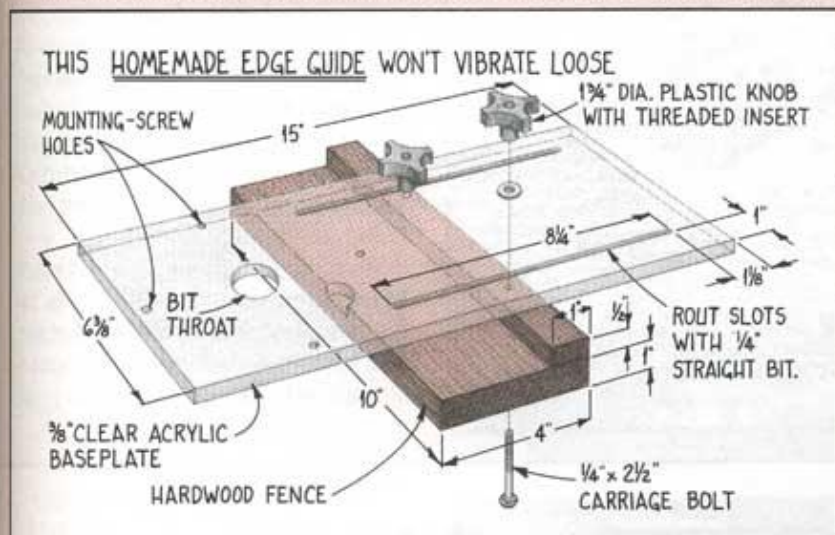 THIS HOMEMADE EDGE GUIDE WON'T VIBRATE LOOSE
1¾" DIA. PLASTIC KNOB
WITH THREADED INSERT
MOUNTING-SCREW
HOLES
15"
8¼"
1"
1⅛"
BIT
THROAT
6⅜"
1"
½"
1"
ROUT SLOTS
WITH ¼"
STRAIGHT BIT.
10"
4"
⅜" CLEAR ACRYLIC
BASEPLATE
HARDWOOD FENCE
¼" x 2½"
CARRIAGE BOLT